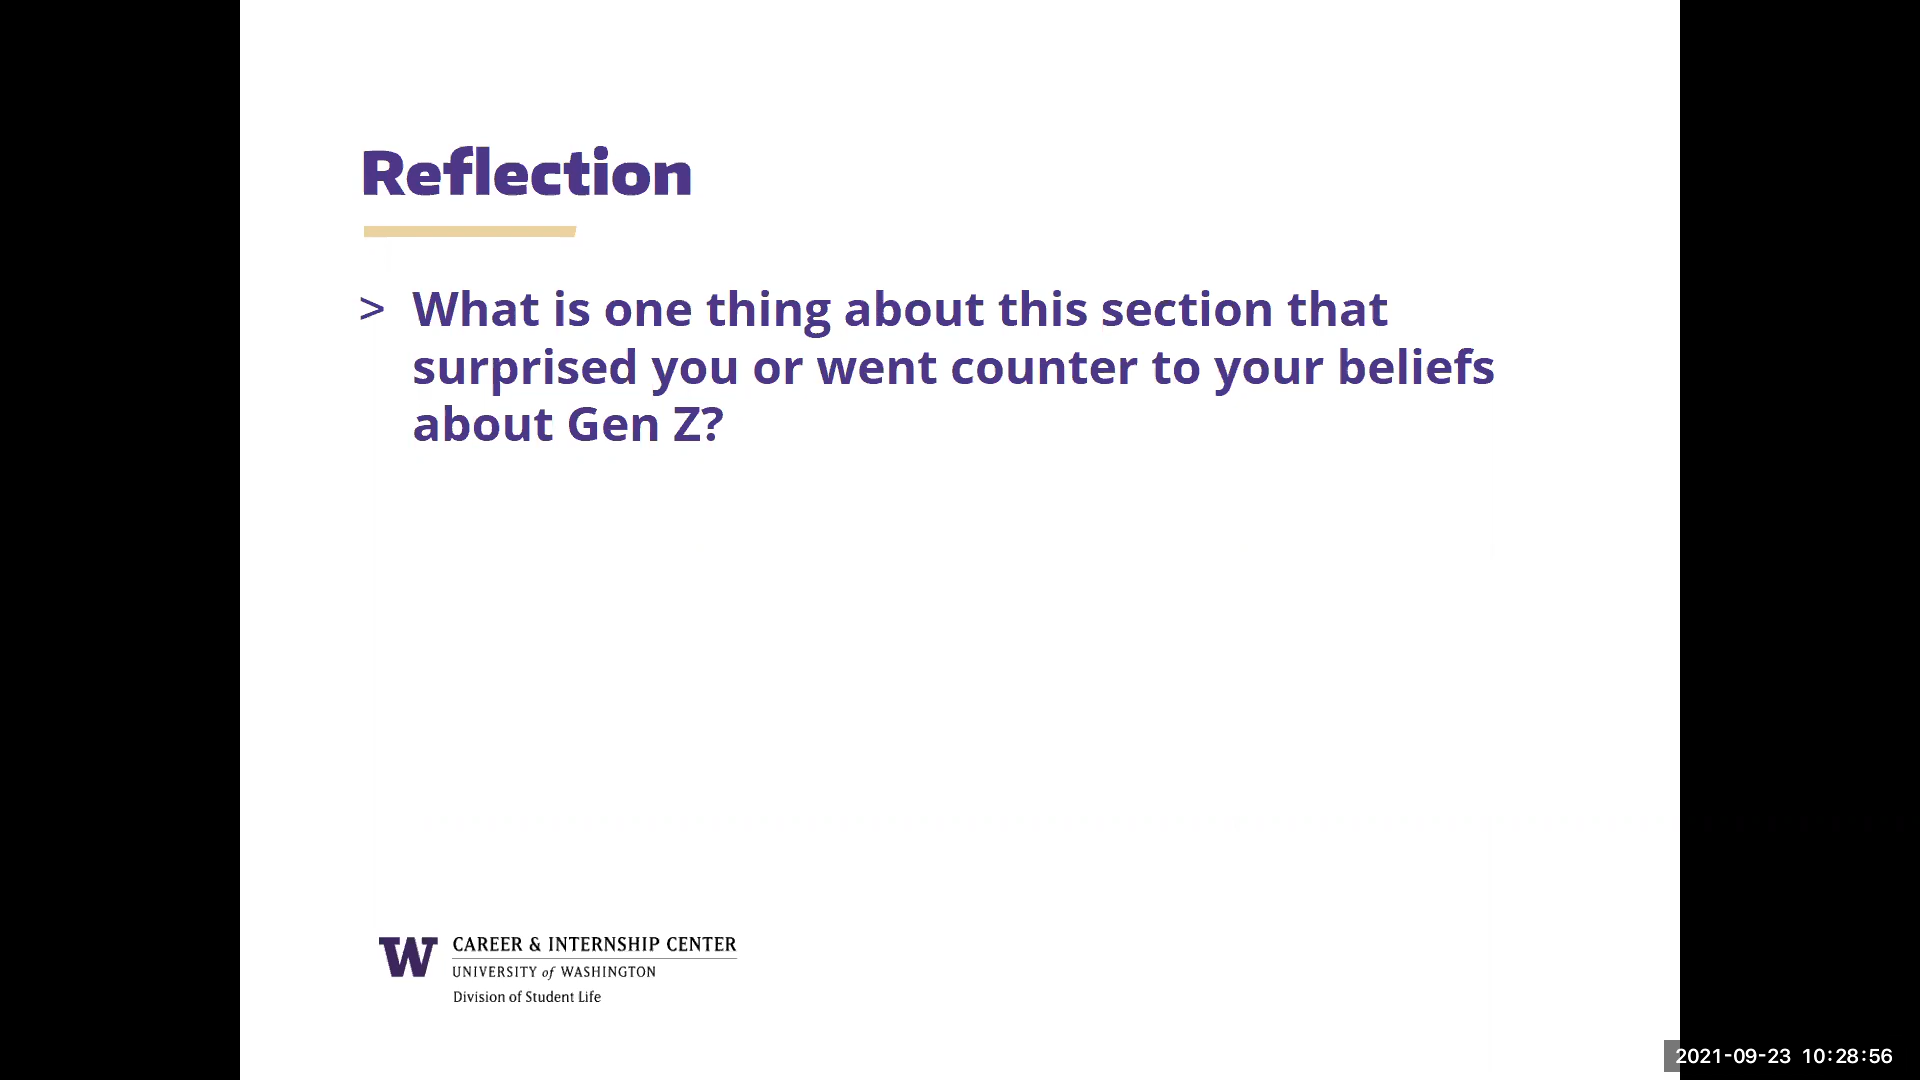 Reflection
> What is one thing about this section that
surprised you or went counter to your beliefs
about Gen Z?
W
CAREER & INTERNSHIP CENTER
UNIVERSITY of WASHINGTON
Division of Student Life
2021-09-23 10:28:56